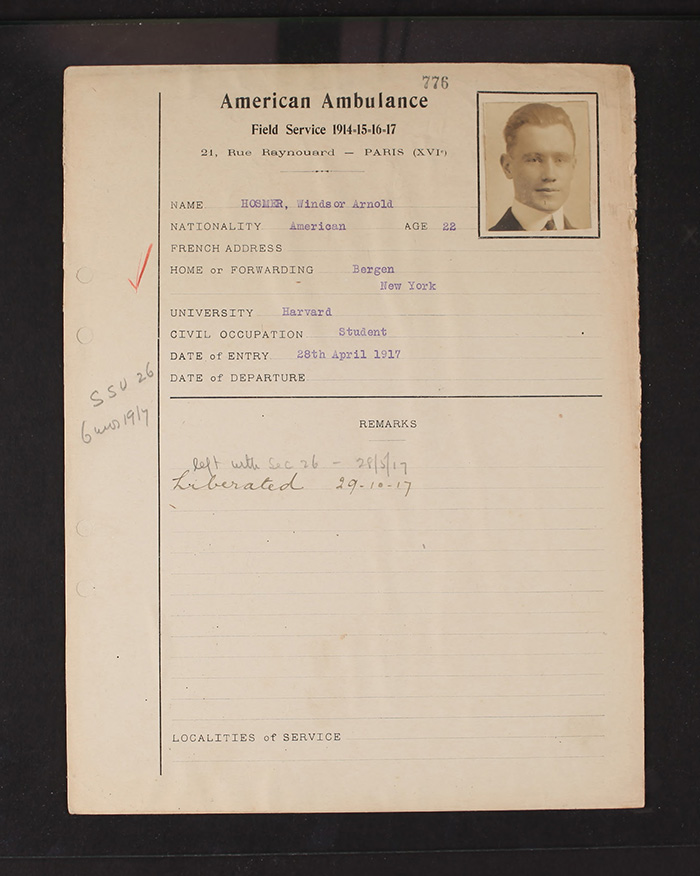 776
American Ambulance
Field Service 1914-15-16-17
21, Rue Raynouard — PARIS (XVIe)
NAME HOSMER, Windsor Arnold
NATIONALITY American AGE 22
FRENCH ADDRESS
HOME or FORWARDING Bergen
New York
UNIVERSITY Harvard
CIVIL OCCUPATION Student
DATE of ENTRY 28th April 1917
DATE of DEPARTURE
SSU 26
6 mos 1917
REMARKS
left with Sec 26 - 28/5/17
Liberated 29-10-17
LOCALITIES of SERVICE